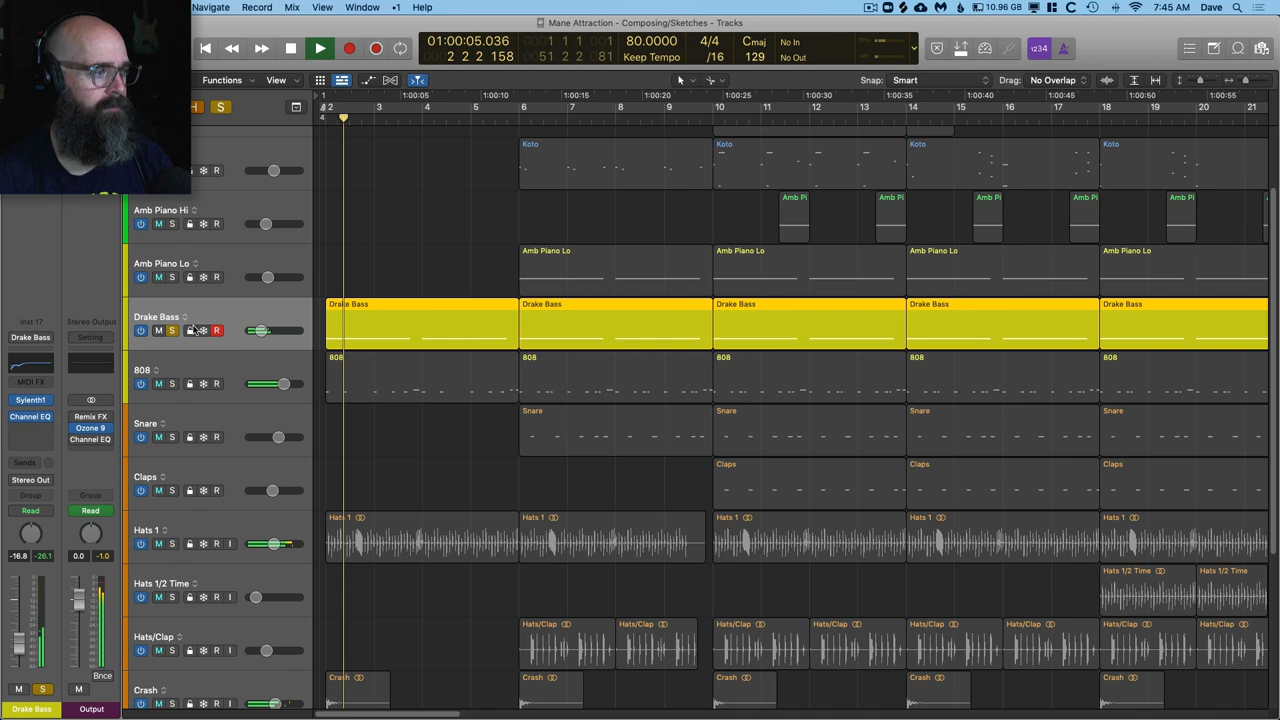 Navigate Record Mix View Window •1 Help
10.96 GB 7:45 AM Dave
Mane Attraction - Composing/Sketches - Tracks
01:00:05.036 001 1 1 001 80.0000 4/4 Cmaj No In
2 2 2 158 051 2 2 081 Keep Tempo /16 129 No Out
1234
Functions View Snap: Smart Drag: No Overlap
1 1:00:05 1:00:15 1:00:20 1:00:25 1:00:30 1:00:35 1:00:40 1:00:45 1:00:50 1:00:55
2 3 4 5 6 7 8 9 10 11 12 13 14 15 16 17 18 19 20 21
4
4
H S
Koto Koto Koto Koto
R
Amb Piano Hi Amb Pi Amb Pi Amb Pi Amb Pi Amb Pi
M S R
Amb Piano Lo Amb Piano Lo Amb Piano Lo Amb Piano Lo Amb Piano Lo
M S R
Drake Bass Drake Bass Drake Bass Drake Bass Drake Bass Drake Bass
M S R
808 808 808 808 808 808
M S R
Snare Snare Snare Snare Snare
M S R
Claps Claps Claps Claps
M S R
Hats 1 Hats 1 Hats 1 Hats 1 Hats 1 Hats 1
M S R I
Hats 1/2 Time Hats 1/2 Time Hats 1/2 Time
M S R I
Hats/Clap Hats/Clap Hats/Clap Hats/Clap Hats/Clap Hats/Clap Hats/Clap Hats/Clap Hats/Clap
M S R I
Crash Crash Crash Crash Crash Crash
M S R I
Inst 17 Stereo Output
Drake Bass Setting
MIDI FX
Sylenth1
Channel EQ Remix FX
Ozone 9
Channel EQ
Sends
Stereo Out
Group Group
Read Read
-16.8 -26.1 0.0 -1.0
Bnce
M S M
Drake Bass Output